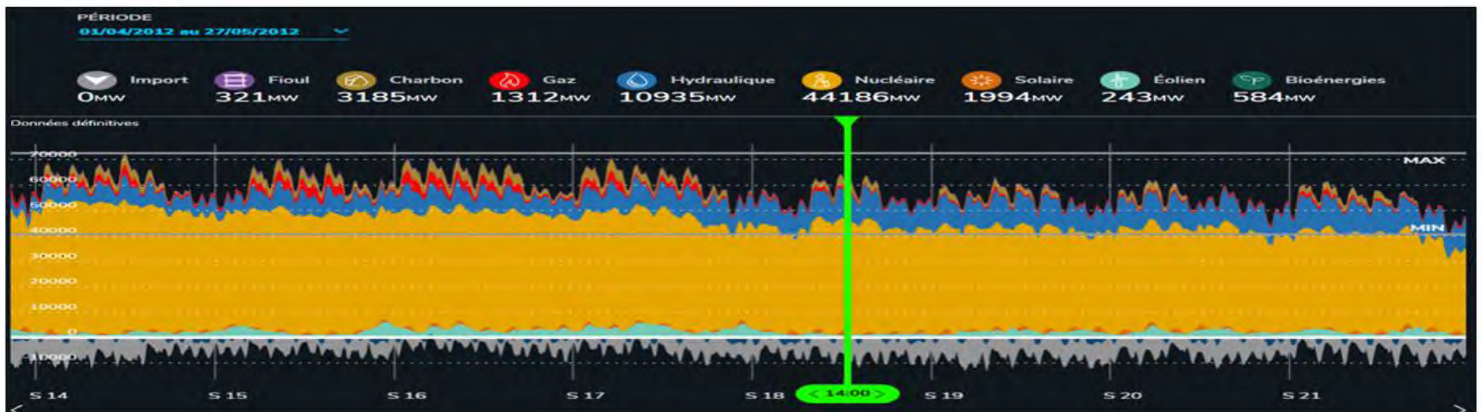 PÉRIODE
01/04/2012 au 27/05/2012
Import Fioul Charbon Gaz Hydraulique Nucléaire Solaire Éolien Bioénergies
0MW 321MW 3185MW 1312MW 10935MW 44186MW 1994MW 243MW 584MW
Données définitives
70000
MAX
60000
50000
40000
MIN
30000
20000
10000
0
-10000
S 14 S 15 S 16 S 17 S 18 < 14:00 > S 19 S 20 S 21
< >